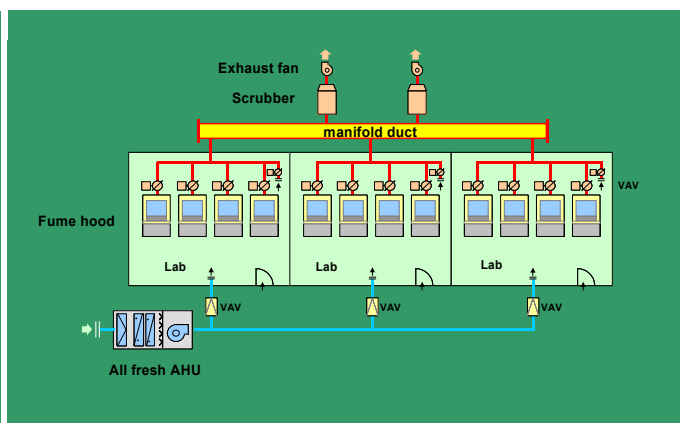 Exhaust fan
Scrubber
manifold duct
VAV
Fume hood
Lab
Lab
Lab
VAV
VAV
VAV
All fresh AHU